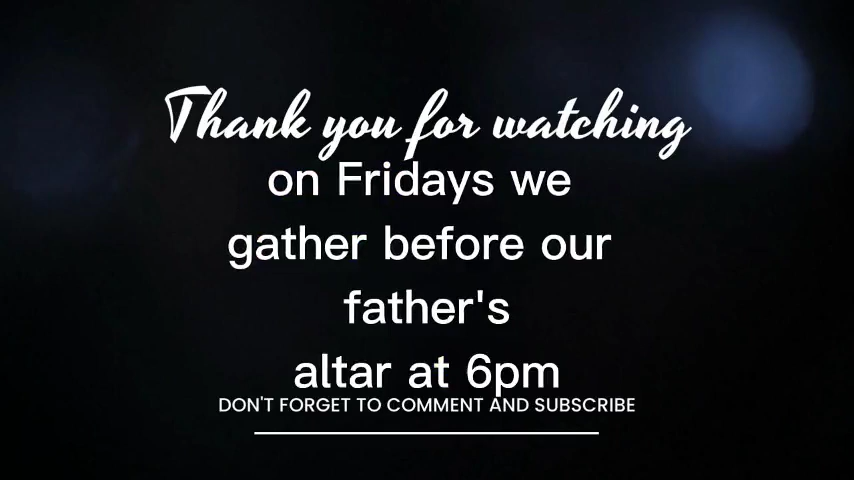 Thank you for watching
on Fridays we
gather before our
father's
altar at 6pm
DON'T FORGET TO COMMENT AND SUBSCRIBE